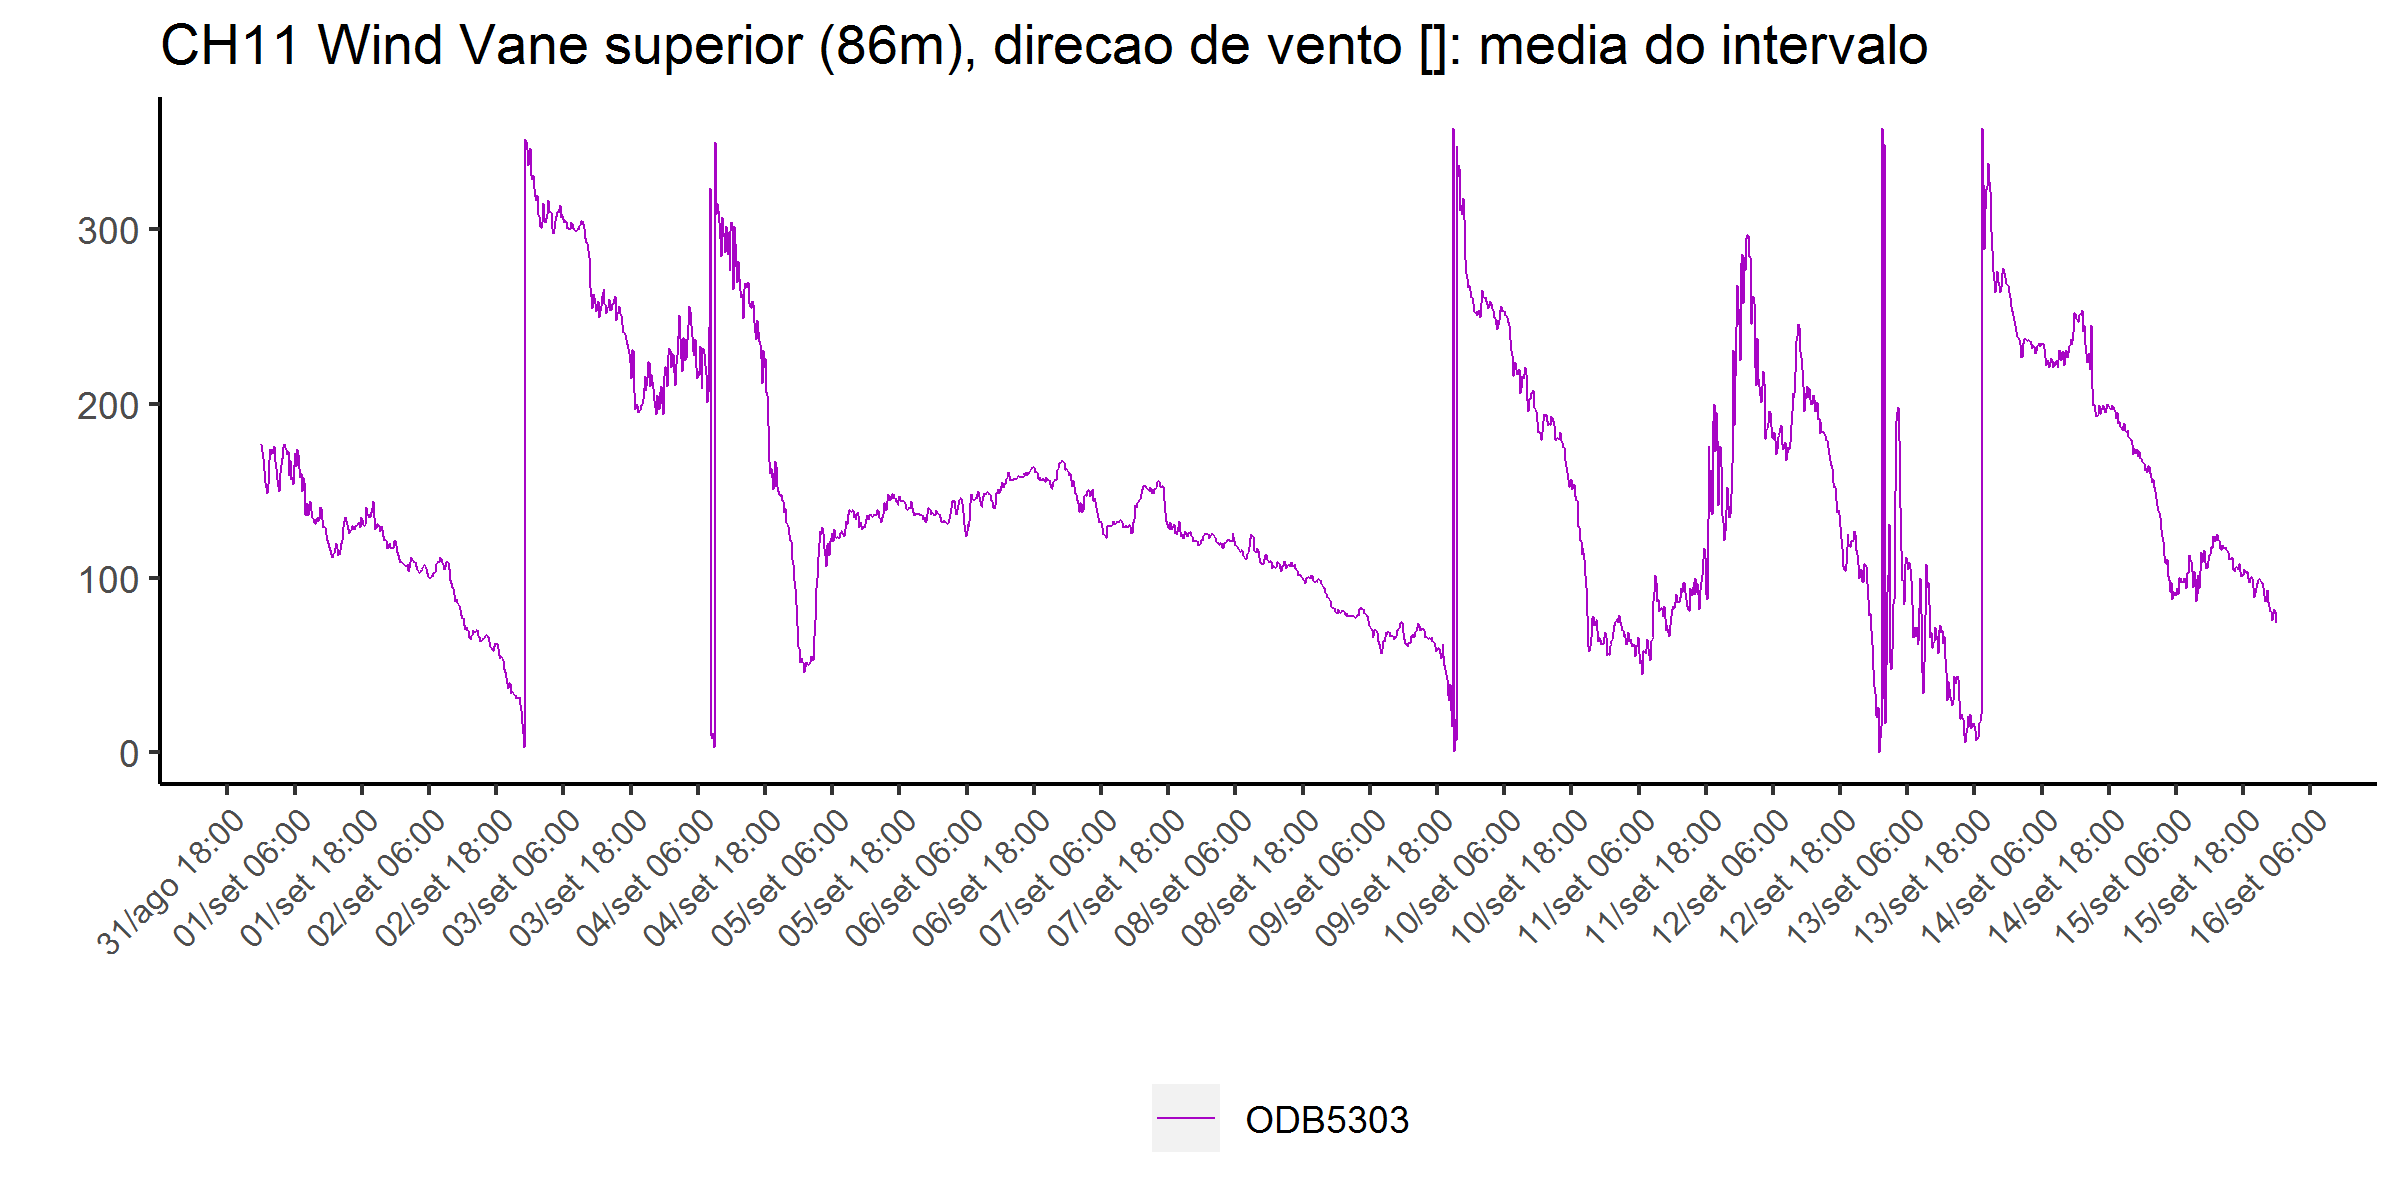 CH11 Wind Vane superior (86m), direcao de vento []: media do intervalo
300
200
100
0
31/ago 18:00
01/set 06:00
01/set 18:00
02/set 06:00
02/set 18:00
03/set 06:00
03/set 18:00
04/set 06:00
04/set 18:00
05/set 06:00
05/set 18:00
06/set 06:00
06/set 18:00
07/set 06:00
07/set 18:00
08/set 06:00
08/set 18:00
09/set 06:00
09/set 18:00
10/set 06:00
10/set 18:00
11/set 06:00
11/set 18:00
12/set 06:00
12/set 18:00
13/set 06:00
13/set 18:00
14/set 06:00
14/set 18:00
15/set 06:00
15/set 18:00
16/set 06:00
ODB5303